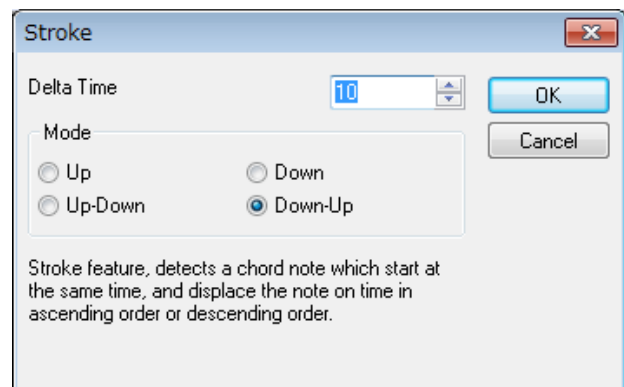 Stroke
Delta Time
10
OK
Cancel
Mode
Up
Down
Up-Down
Down-Up
Stroke feature, detects a chord note which start at
the same time, and displace the note on time in
ascending order or descending order.